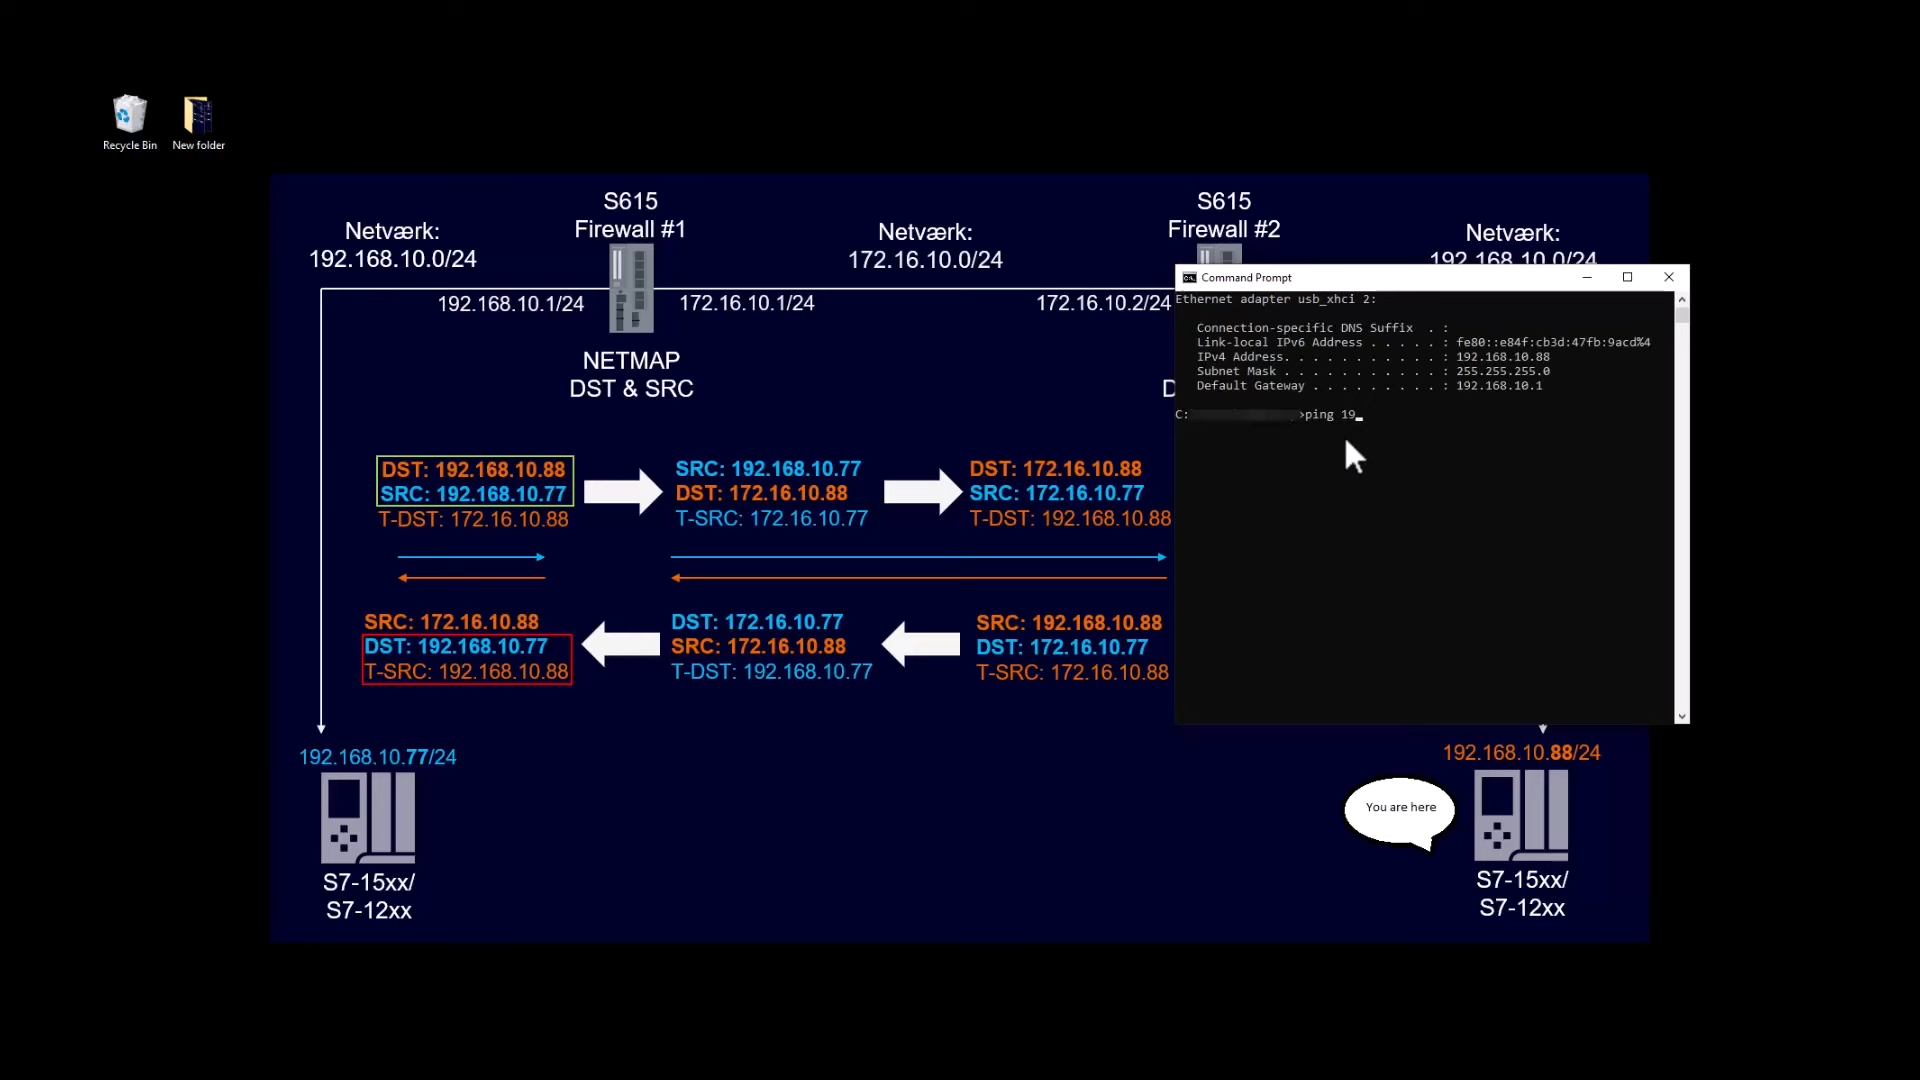 Recycle Bin
New folder
S615
Firewall #1
S615
Firewall #2
Netværk:
192.168.10.0/24
Netværk:
172.16.10.0/24
Netværk:
192.168.10.0/24
192.168.10.1/24
172.16.10.1/24
172.16.10.2/24
NETMAP
DST & SRC
D
DST: 192.168.10.88
SRC: 192.168.10.77
T-DST: 172.16.10.88
SRC: 192.168.10.77
DST: 172.16.10.88
T-SRC: 172.16.10.77
DST: 172.16.10.88
SRC: 172.16.10.77
T-DST: 192.168.10.88
SRC: 172.16.10.88
DST: 192.168.10.77
T-SRC: 192.168.10.88
DST: 172.16.10.77
SRC: 172.16.10.88
T-DST: 192.168.10.77
SRC: 192.168.10.88
DST: 172.16.10.77
T-SRC: 172.16.10.88
Command Prompt
Ethernet adapter usb_xhci 2:
Connection-specific DNS Suffix . :
Link-local IPv6 Address . . . . . : fe80::e84f:cb3d:47fb:9acd%4
IPv4 Address. . . . . . . . . . . : 192.168.10.88
Subnet Mask . . . . . . . . . . . : 255.255.255.0
Default Gateway . . . . . . . . . : 192.168.10.1
C: >ping 19_
192.168.10.77/24
S7-15xx/
S7-12xx
192.168.10.88/24
You are here
S7-15xx/
S7-12xx